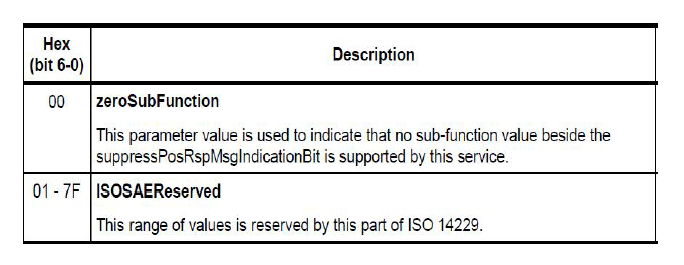 Hex
(bit 6-0)
Description
00
zeroSubFunction
This parameter value is used to indicate that no sub-function value beside the
suppressPosRspMsgIndicationBit is supported by this service.
01 - 7F
ISOSAEReserved
This range of values is reserved by this part of ISO 14229.